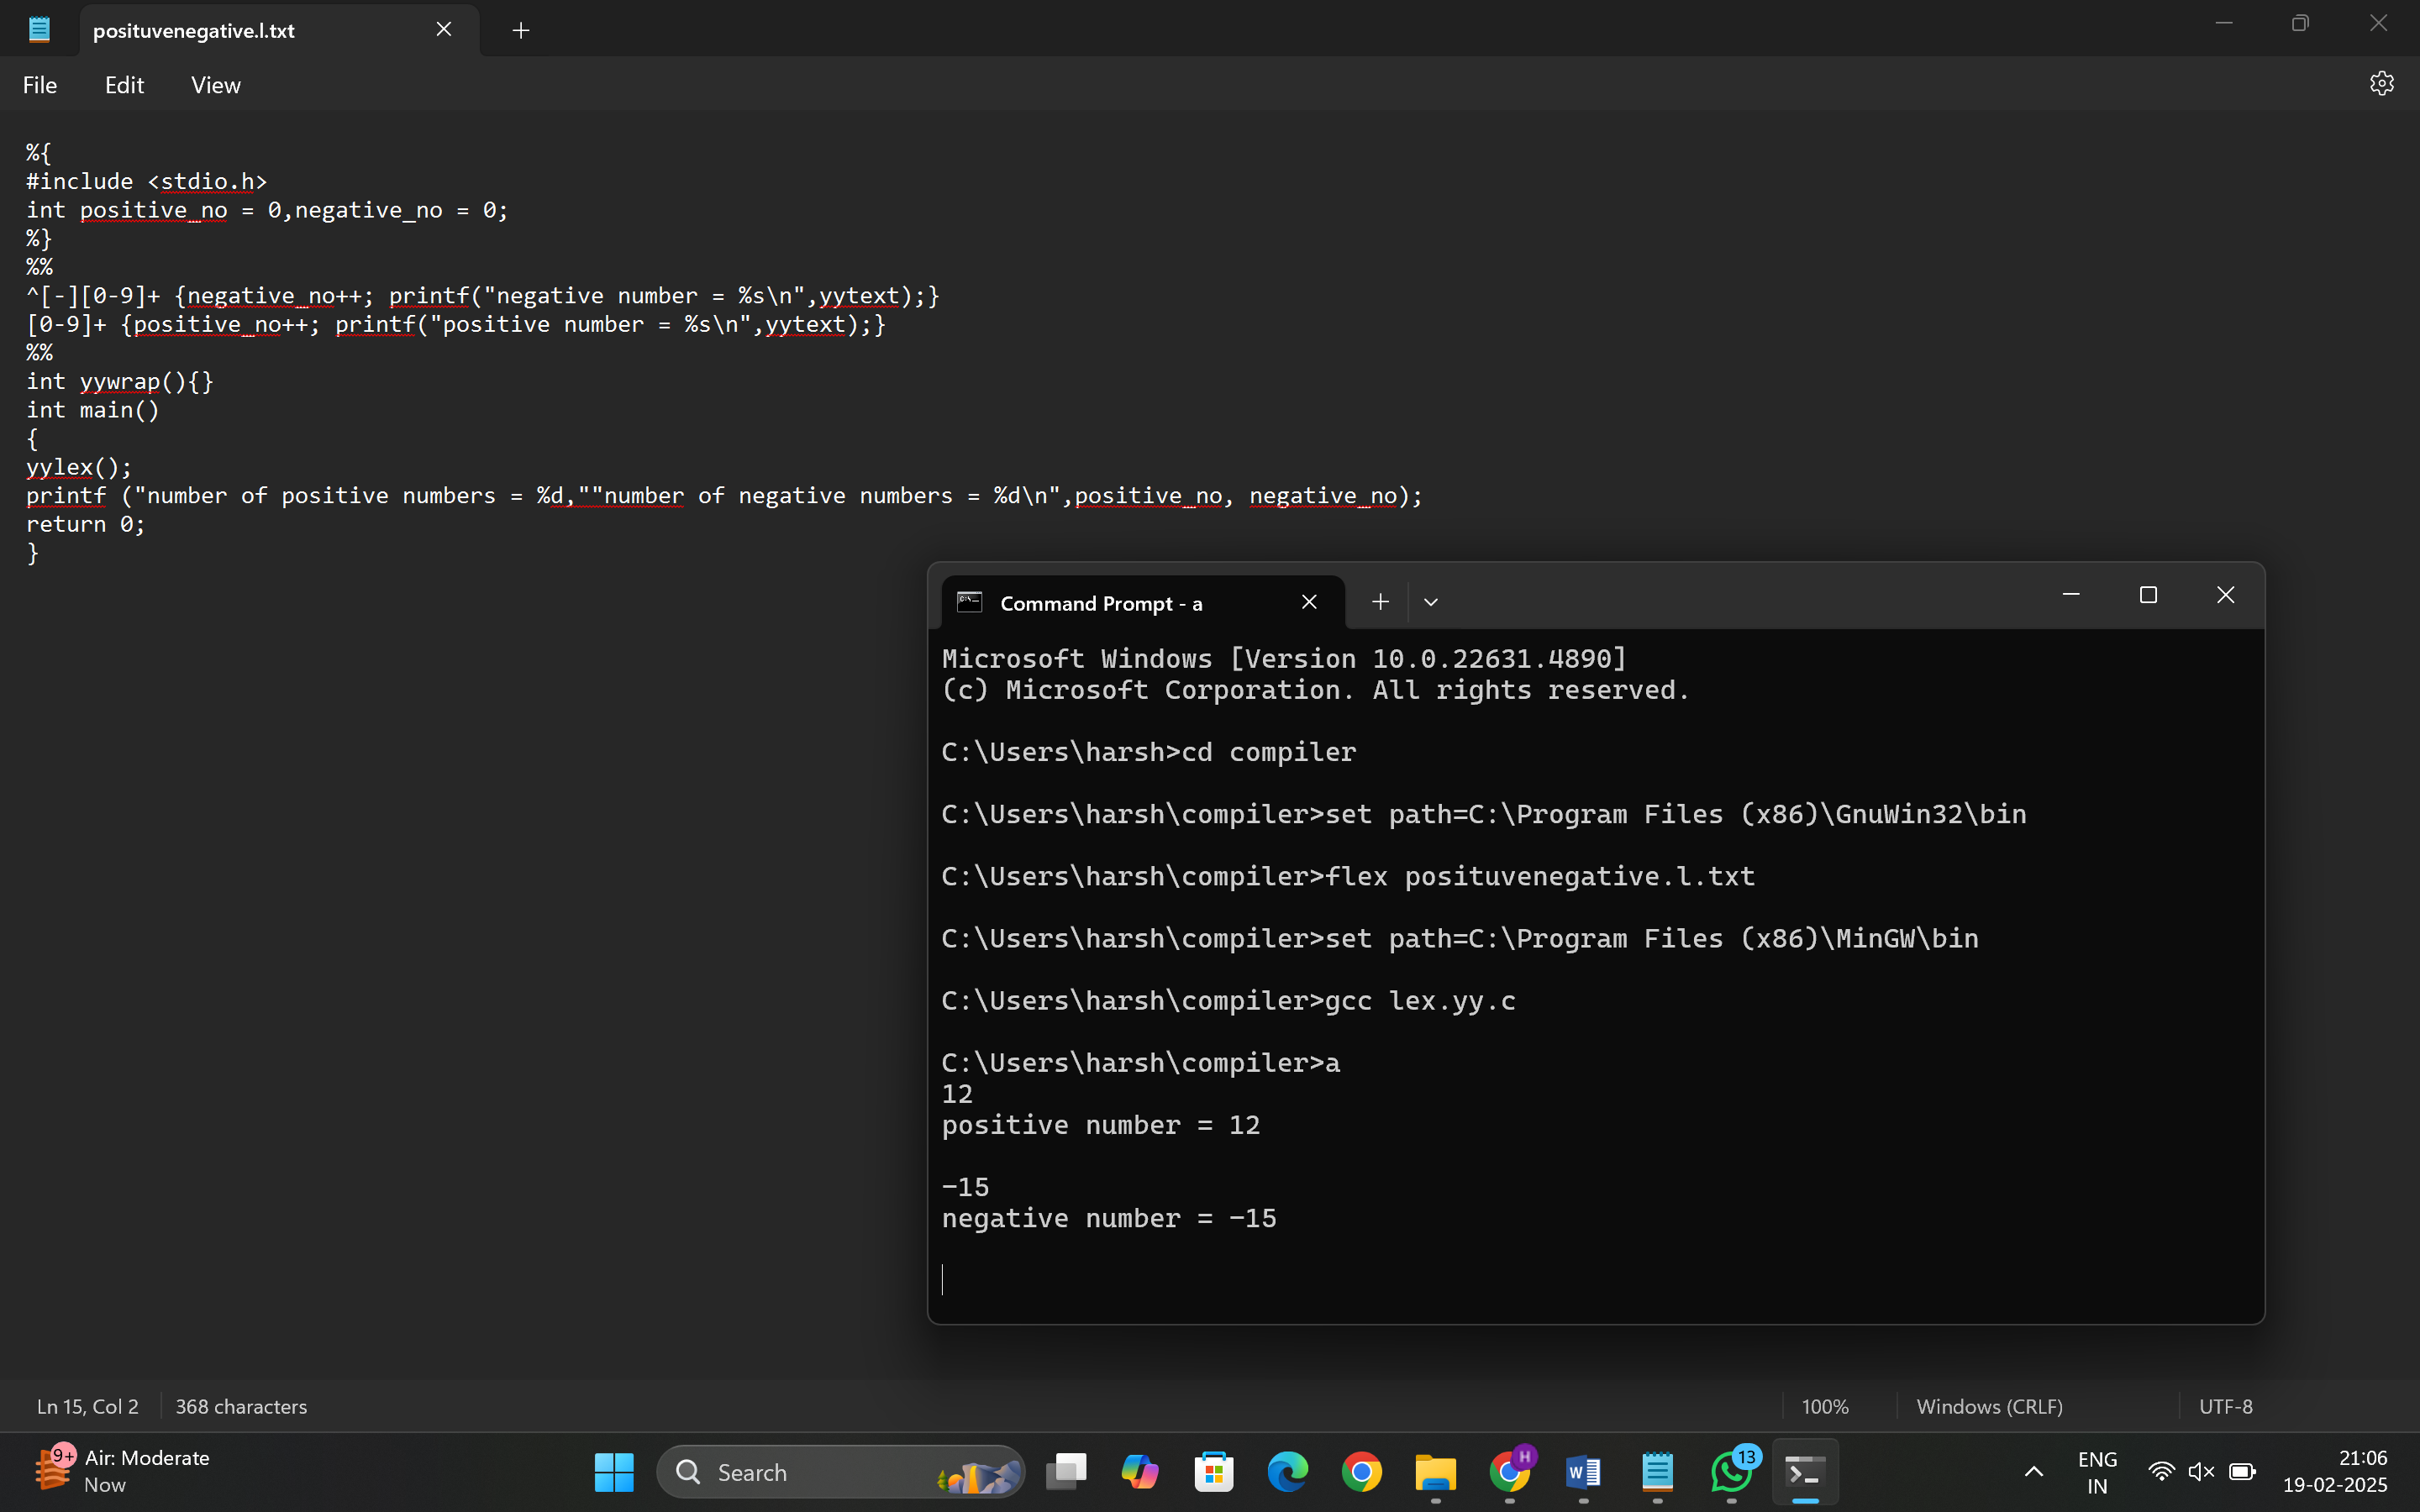 posituvenegative.l.txt
File Edit View
%{
#include <stdio.h>
int positive_no = 0,negative_no = 0;
%}
%%
^[-][0-9]+ {negative_no++; printf("negative number = %s\n",yytext);}
[0-9]+ {positive_no++; printf("positive number = %s\n",yytext);}
%%
int yywrap(){}
int main()
{
yylex();
printf ("number of positive numbers = %d,""number of negative numbers = %d\n",positive_no, negative_no);
return 0;
}
Command Prompt - a
Microsoft Windows [Version 10.0.22631.4890]
(c) Microsoft Corporation. All rights reserved.
C:\Users\harsh>cd compiler
C:\Users\harsh\compiler>set path=C:\Program Files (x86)\GnuWin32\bin
C:\Users\harsh\compiler>flex posituvenegative.l.txt
C:\Users\harsh\compiler>set path=C:\Program Files (x86)\MinGW\bin
C:\Users\harsh\compiler>gcc lex.yy.c
C:\Users\harsh\compiler>a
12
positive number = 12
-15
negative number = -15
Ln 15, Col 2 368 characters 100% Windows (CRLF) UTF-8
9+ Air: Moderate
Now
Search
H
W
13
ENG
IN
21:06
19-02-2025